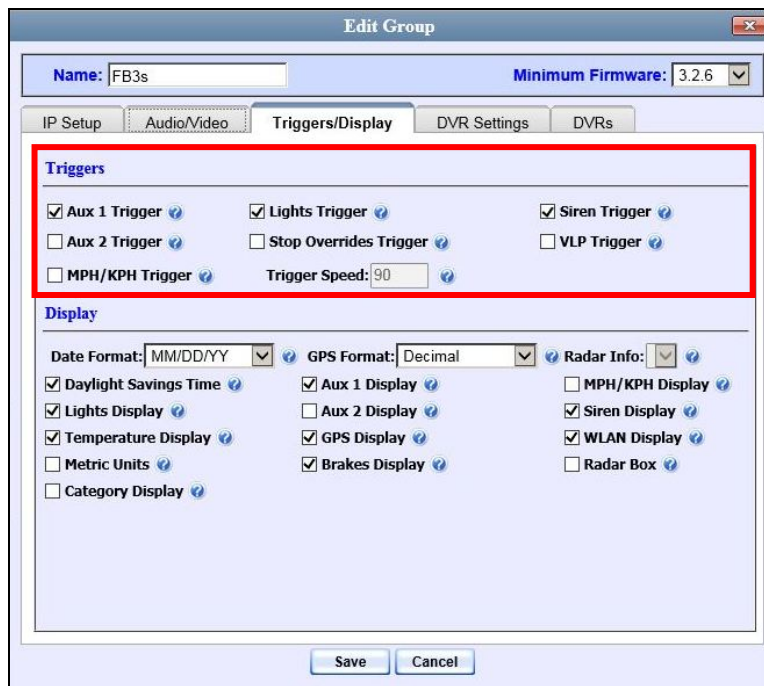 Edit Group
Name: FB3s Minimum Firmware: 3.2.6
IP Setup Audio/Video Triggers/Display DVR Settings DVRs
Triggers
Aux 1 Trigger Lights Trigger Siren Trigger
Aux 2 Trigger Stop Overrides Trigger VLP Trigger
MPH/KPH Trigger Trigger Speed: 90
Display
Date Format: MM/DD/YY GPS Format: Decimal Radar Info:
Daylight Savings Time Aux 1 Display MPH/KPH Display
Lights Display Aux 2 Display Siren Display
Temperature Display GPS Display WLAN Display
Metric Units Brakes Display Radar Box
Category Display
Save Cancel